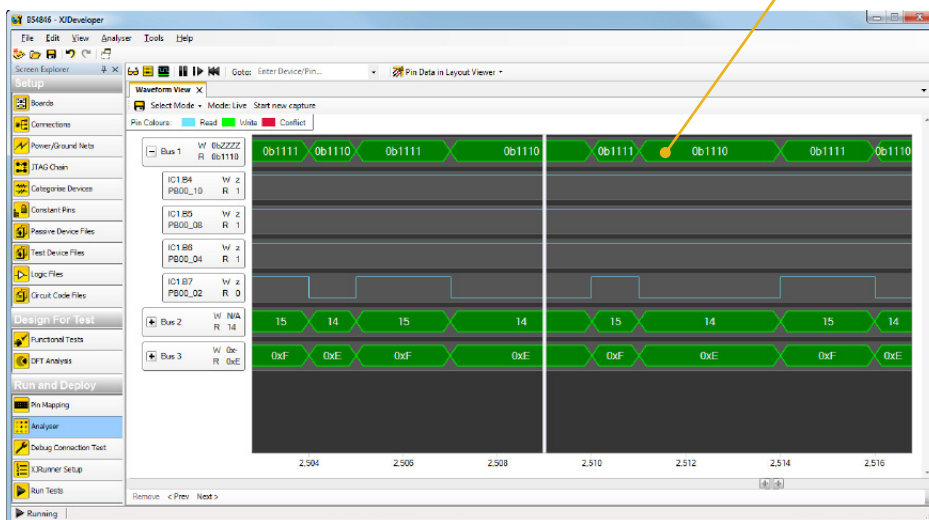 BS4846 - XJDeveloper
File Edit View Analyser Tools Help
Screen Explorer
Goto: Enter Device/Pin... Pin Data in Layout Viewer
Setup
Waveform View X
Boards
Select Mode Mode: Live Start new capture
Connections
Pin Colours: Read Write Conflict
Power/Ground Nets
Bus 1 W 0bZZZZ
R 0b1110
0b1111 0b1110 0b1111 0b1110 0b1111 0b1110 0b1111 0b1110
JTAG Chain
Categorise Devices
IC1.B4 W z
PB00_10 R 1
Constant Pins
IC1.B5 W z
PB00_08 R 1
Passive Device Files
Test Device Files
IC1.B6 W z
PB00_04 R 1
Logic Files
Circuit Code Files
IC1.B7 W z
PB00_02 R 0
Design For Test
Bus 2 W N/A
R 14
15 14 15 14 15 14 15 14
Functional Tests
DFT Analysis
Bus 3 W 0x-
R 0xE
0xF 0xE 0xF 0xE 0xF 0xE 0xF 0xE
Run and Deploy
Pin Mapping
Analyser
Debug Connection Test
2,504 2,506 2,508 2,510 2,512 2,514 2,516
XJRunner Setup
Run Tests
Remove < Prev Next >
Running